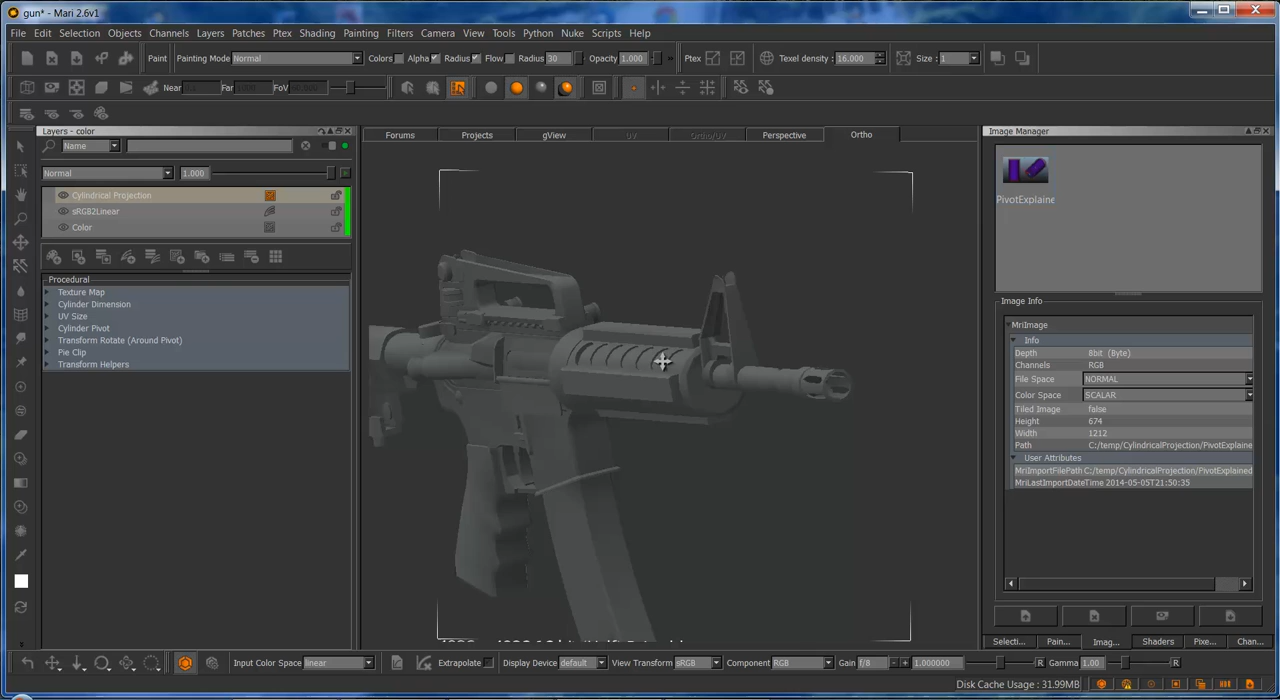 gun* - Mari 2.6v1
File Edit Selection Objects Channels Layers Patches Ptex Shading Painting Filters Camera View Tools Python Nuke Scripts Help
Paint Painting Mode Normal Colors Alpha Radius Flow Radius 30 Opacity 1.000 Ptex Texel density: 16.000 Size : 1
Near Far FoV
Layers - color
Name
Normal 1.000
Cylindrical Projection
sRGB2Linear
Color
Procedural
Texture Map
Cylinder Dimension
UV Size
Cylinder Pivot
Transform Rotate (Around Pivot)
Pie Clip
Transform Helpers
Forums Projects gView UV Ortho/UV Perspective Ortho
Image Manager
PivotExplaine
Image Info
MriImage
Info
Depth 8bit (Byte)
Channels RGB
File Space NORMAL
Color Space SCALAR
Tiled Image false
Height 674
Width 1212
Path C:/temp/CylindricalProjection/PivotExplaine
User Attributes
MriImportFilePath C:/temp/CylindricalProjection/PivotExplained
MriLastImportDateTime 2014-05-05T21:50:35
Selecti... Pain... Imag... Shaders Pixe... Chan...
Input Color Space linear Extrapolate Display Device default View Transform sRGB Component RGB Gain f/8 - + 1.000000 R Gamma 1.00 R
Disk Cache Usage : 31.99MB